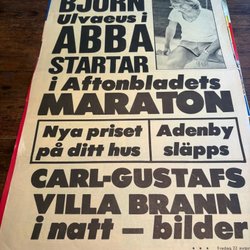 BJÖRN
Ulvaeus i
ABBA
STARTAR
i Aftonbladets
MARATON
Nya priset
på ditt hus
Adenby
släpps
CARL-GUSTAFS
VILLA BRANN
i natt – bilder